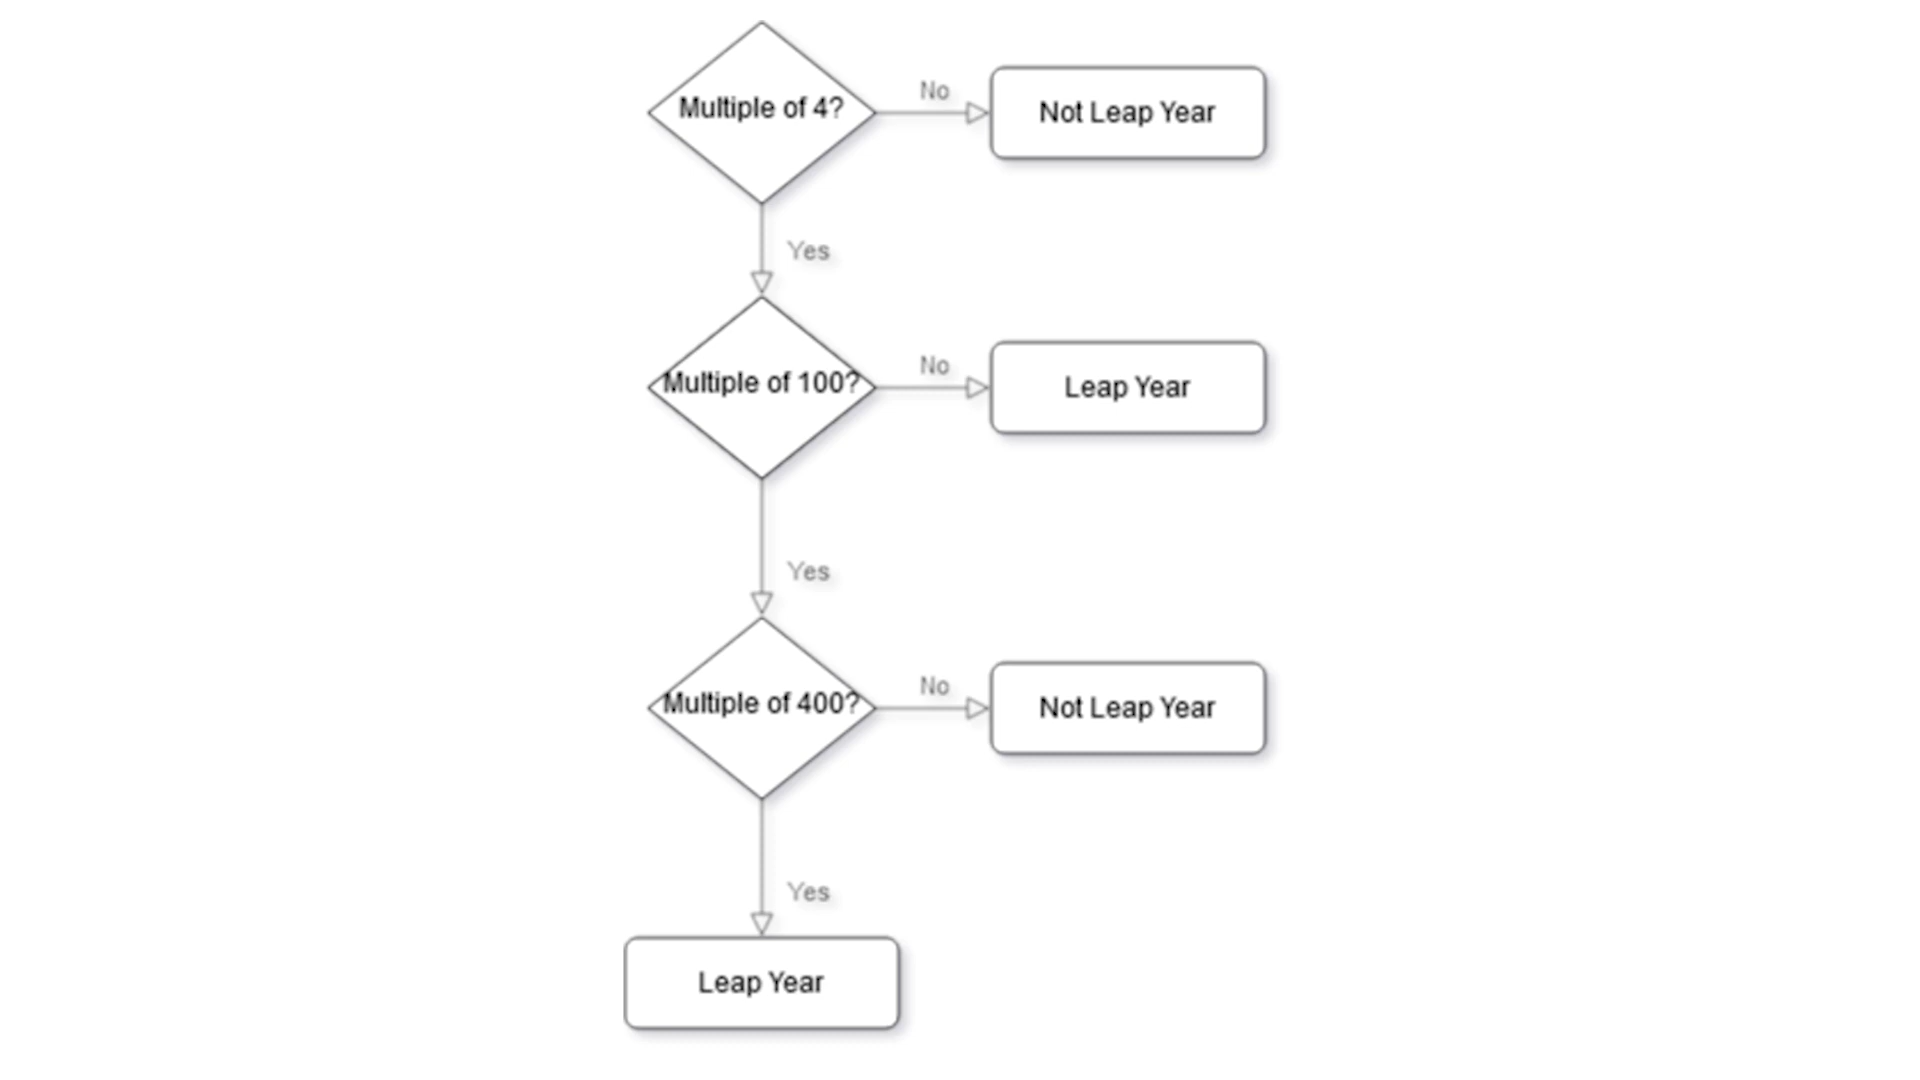 Multiple of 4?
No
Not Leap Year
Yes
Multiple of 100?
No
Leap Year
Yes
Multiple of 400?
No
Not Leap Year
Yes
Leap Year